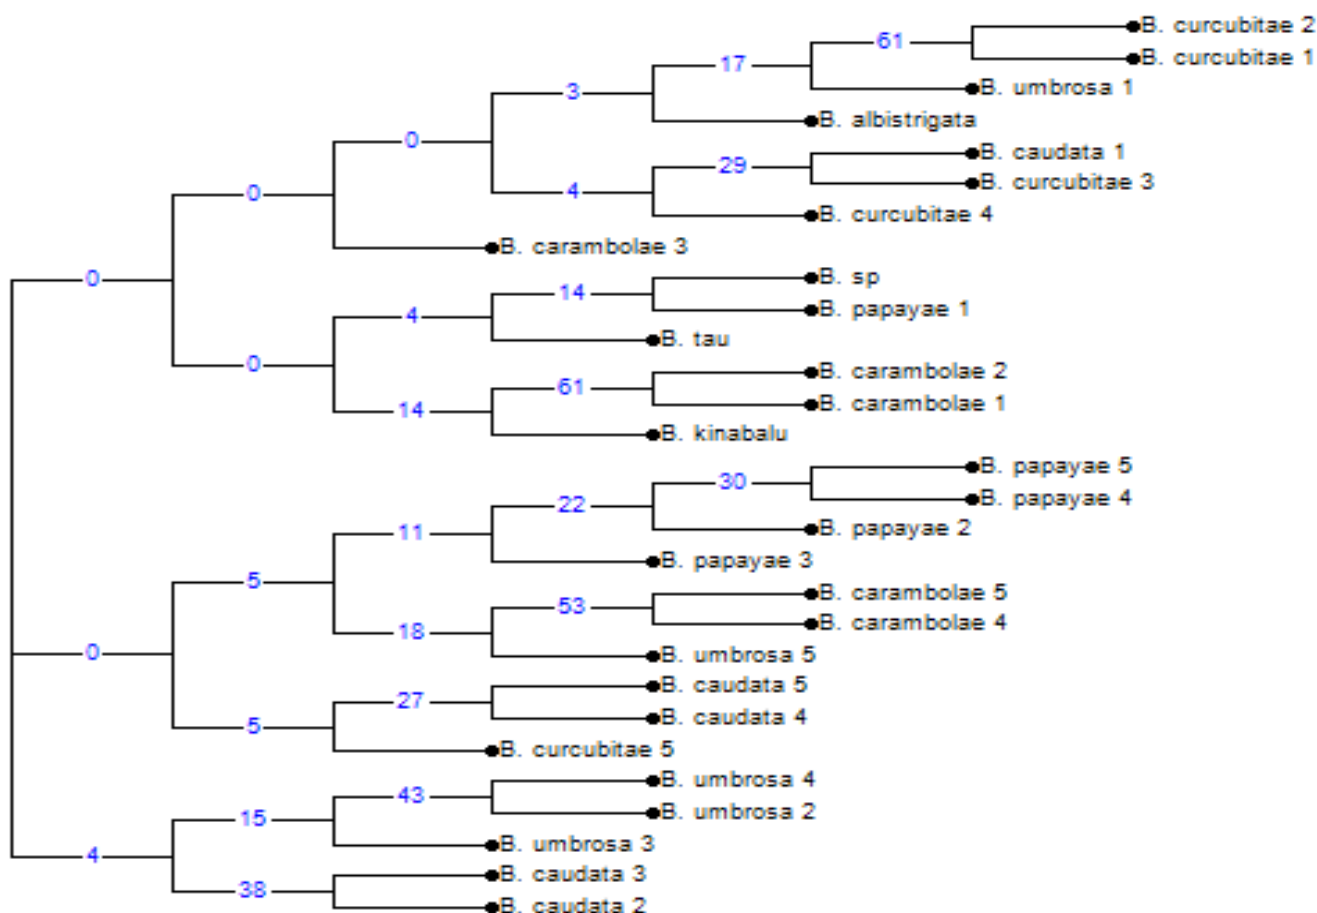 B. curcubitae 2
61
B. curcubitae 1
17
B. umbrosa 1
3
B. albistrigata
0
B. caudata 1
29
B. curcubitae 3
4
0
B. curcubitae 4
B. carambolae 3
0
B. sp
14
B. papayae 1
4
B. tau
0
B. carambolae 2
61
B. carambolae 1
14
B. kinabalu
B. papayae 5
30
B. papayae 4
22
B. papayae 2
11
B. papayae 3
5
B. carambolae 5
53
B. carambolae 4
18
0
B. umbrosa 5
B. caudata 5
27
B. caudata 4
5
B. curcubitae 5
B. umbrosa 4
43
B. umbrosa 2
15
B. umbrosa 3
4
B. caudata 3
38
B. caudata 2